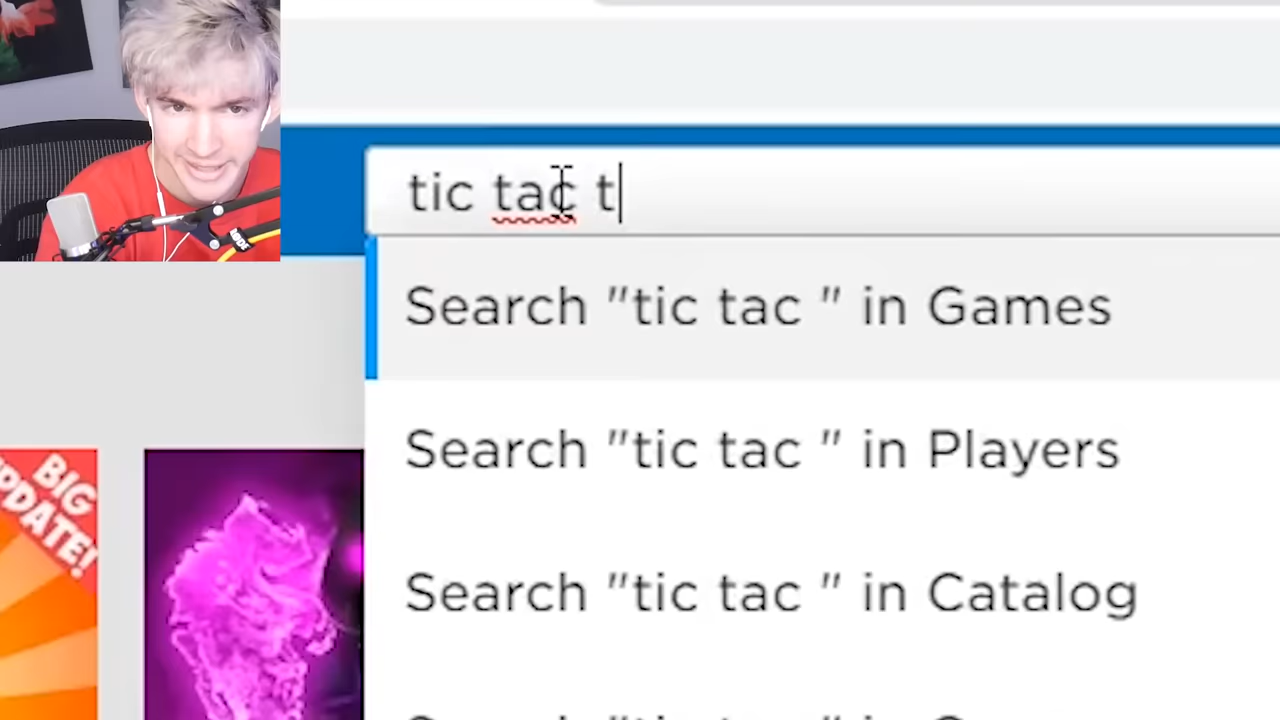 tic tac t
Search "tic tac " in Games
Search "tic tac " in Players
Search "tic tac " in Catalog
BIG
UPDATE!
RØDE